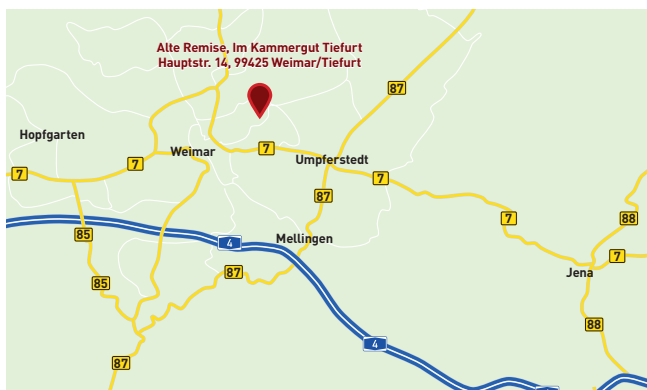 Alte Remise, Im Kammergut Tiefurt
Hauptstr. 14, 99425 Weimar/Tiefurt
87
Hopfgarten
Weimar
7
Umpferstedt
7
7
7
87
7
88
85
4
Mellingen
7
87
Jena
85
88
4
87